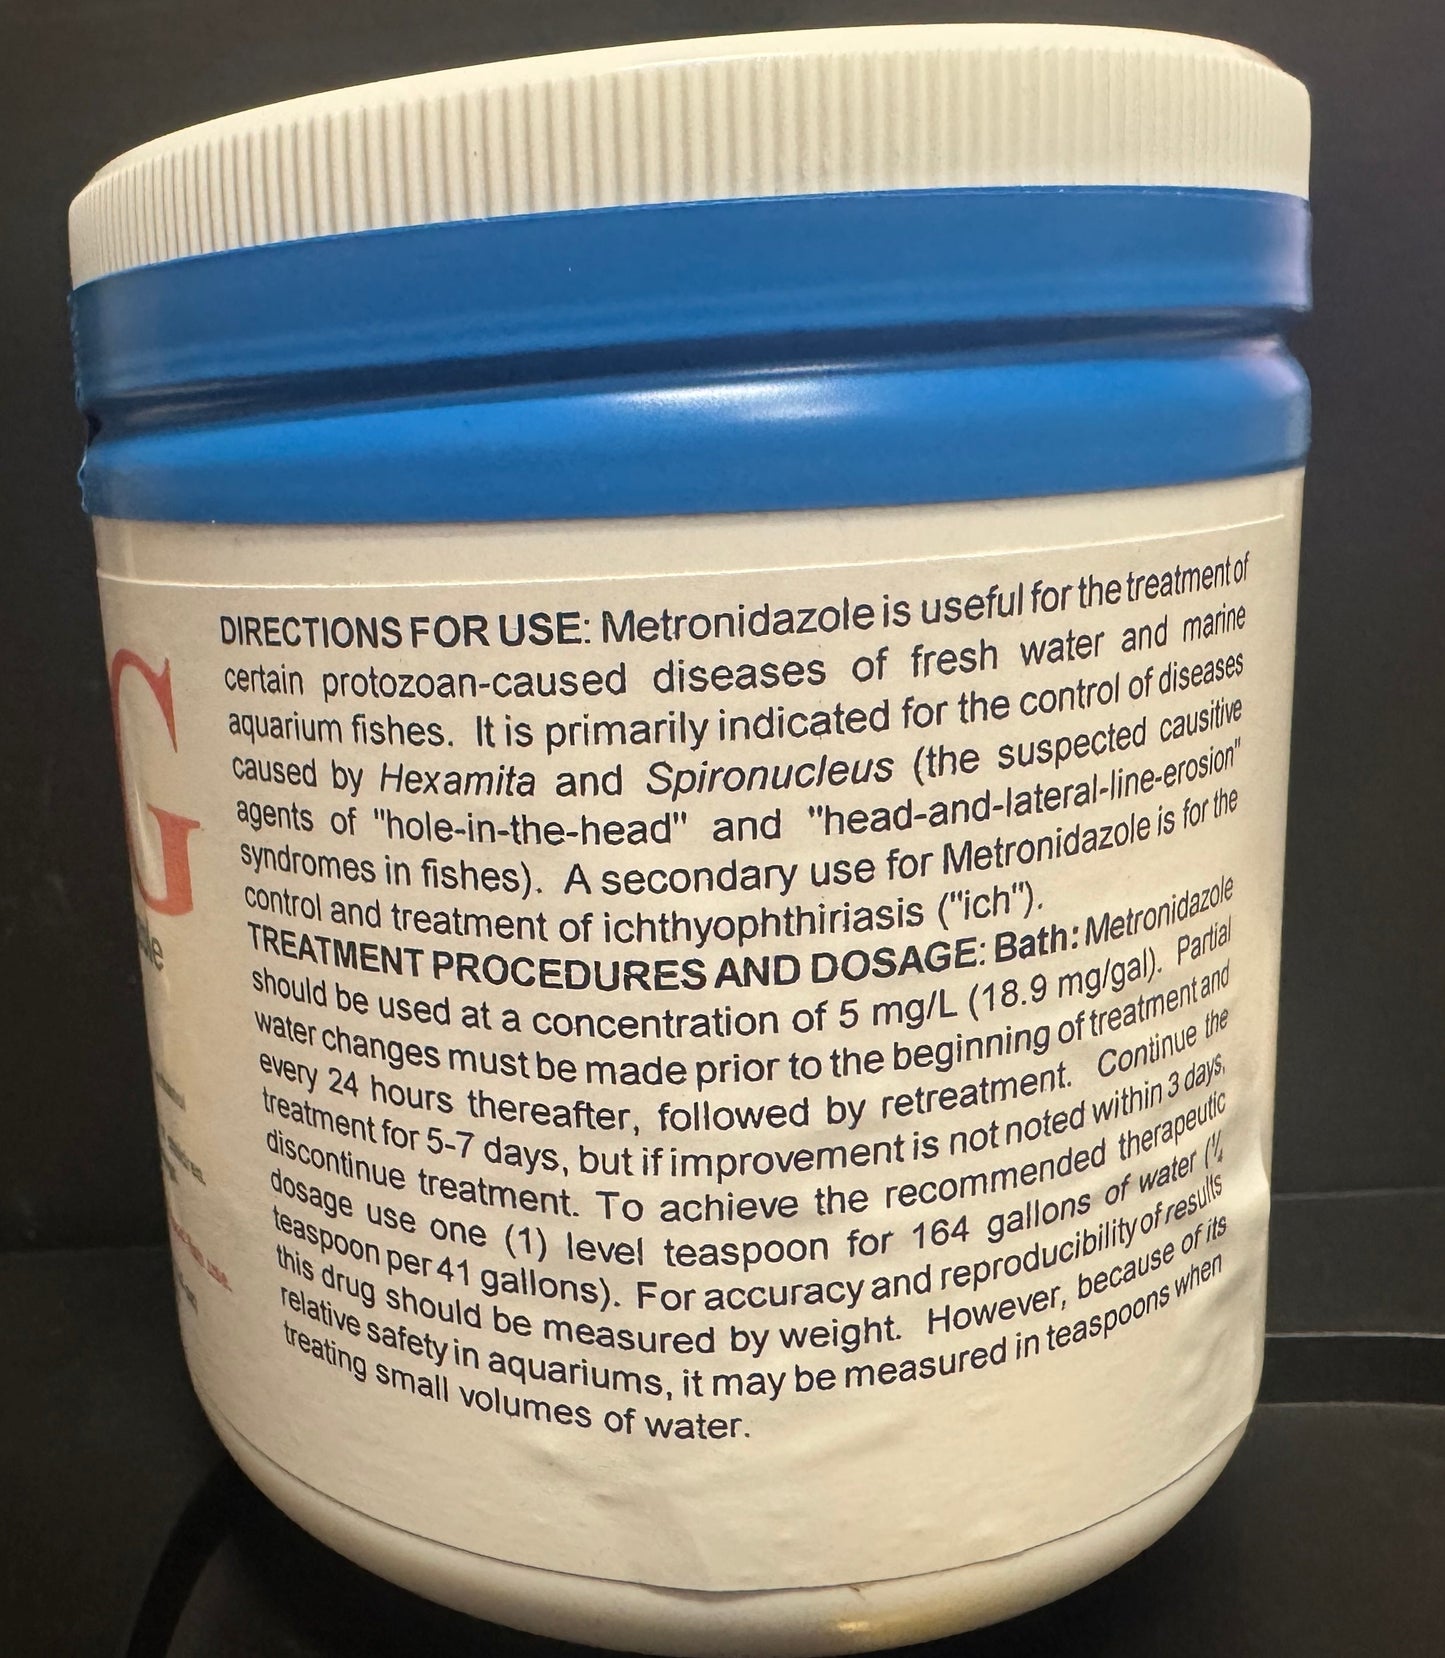 DIRECTIONS FOR USE: Metronidazole is useful for the treatment of
certain protozoan-caused diseases of fresh water and marine
aquarium fishes. It is primarily indicated for the control of diseases
caused by Hexamita and Spironucleus (the suspected causitive
agents of "hole-in-the-head" and "head-and-lateral-line-erosion"
syndromes in fishes). A secondary use for Metronidazole is for the
control and treatment of ichthyophthiriasis ("ich").
TREATMENT PROCEDURES AND DOSAGE: Bath: Metronidazole
should be used at a concentration of 5 mg/L (18.9 mg/gal). Partial
water changes must be made prior to the beginning of treatment and
every 24 hours thereafter, followed by retreatment. Continue the
treatment for 5-7 days, but if improvement is not noted within 3 days,
discontinue treatment. To achieve the recommended therapeutic
dosage use one (1) level teaspoon for 164 gallons of water (¼
teaspoon per 41 gallons). For accuracy and reproducibility of results
this drug should be measured by weight. However, because of its
relative safety in aquariums, it may be measured in teaspoons when
treating small volumes of water.
G